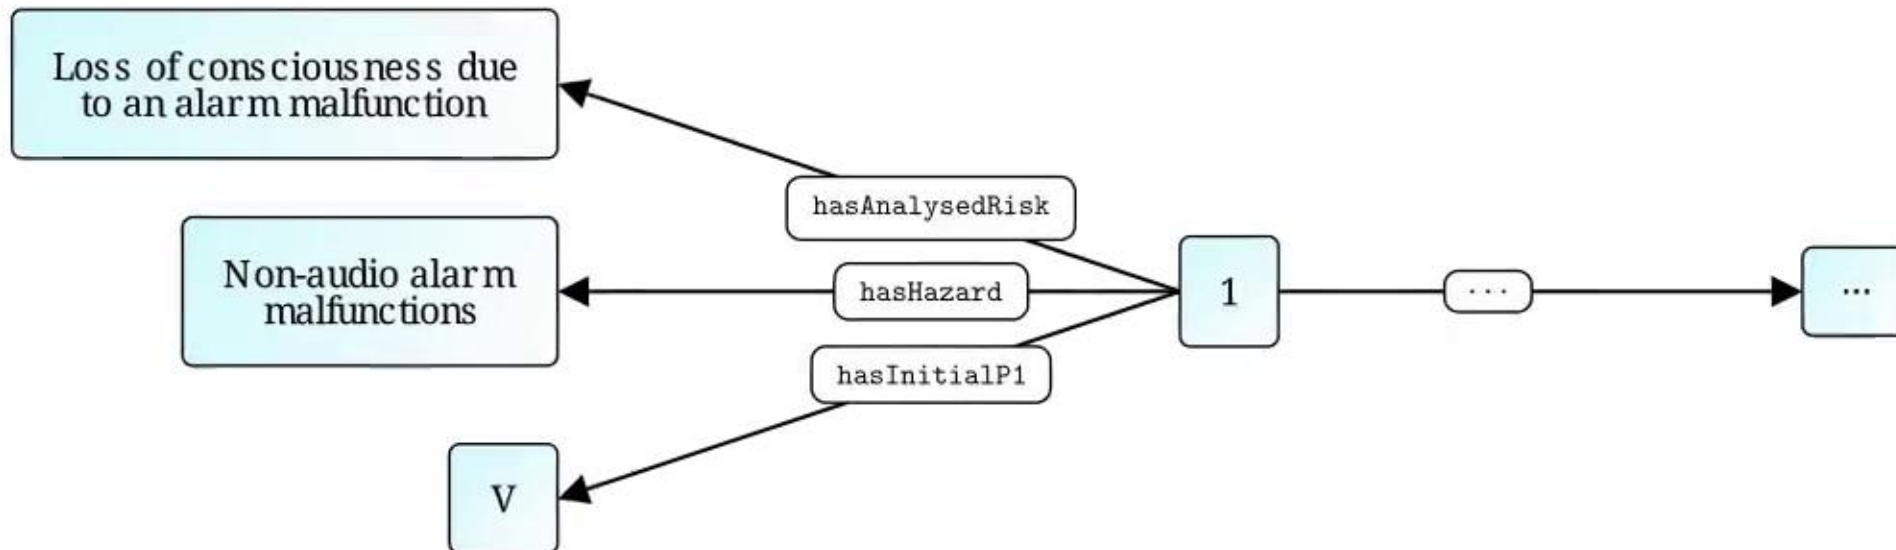 Loss of consciousness due
to an alarm malfunction
hasAnalysedRisk
Non-audio alarm
malfunctions
hasHazard
1
...
...
hasInitialP1
V